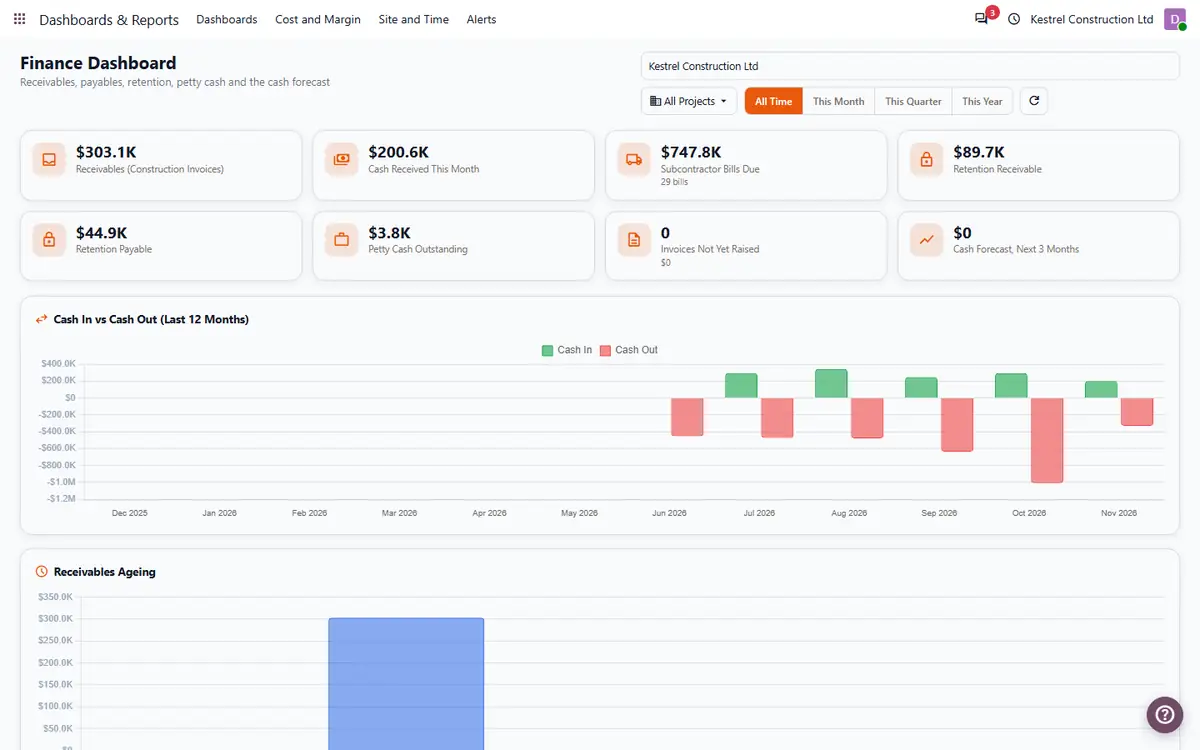 Dashboards & Reports Dashboards Cost and Margin Site and Time Alerts 3 Kestrel Construction Ltd D
Finance Dashboard
Receivables, payables, retention, petty cash and the cash forecast
Kestrel Construction Ltd
All Projects All Time This Month This Quarter This Year
$303.1K
Receivables (Construction Invoices)
$200.6K
Cash Received This Month
$747.8K
Subcontractor Bills Due
29 bills
$89.7K
Retention Receivable
$44.9K
Retention Payable
$3.8K
Petty Cash Outstanding
0
Invoices Not Yet Raised
$0
$0
Cash Forecast, Next 3 Months
Cash In vs Cash Out (Last 12 Months)
Cash In Cash Out
$400.0K
$200.0K
$0
-$200.0K
-$400.0K
-$600.0K
-$800.0K
-$1.0M
-$1.2M
Dec 2025 Jan 2026 Feb 2026 Mar 2026 Apr 2026 May 2026 Jun 2026 Jul 2026 Aug 2026 Sep 2026 Oct 2026 Nov 2026
Receivables Ageing
$350.0K
$300.0K
$250.0K
$200.0K
$150.0K
$100.0K
$50.0K
$0